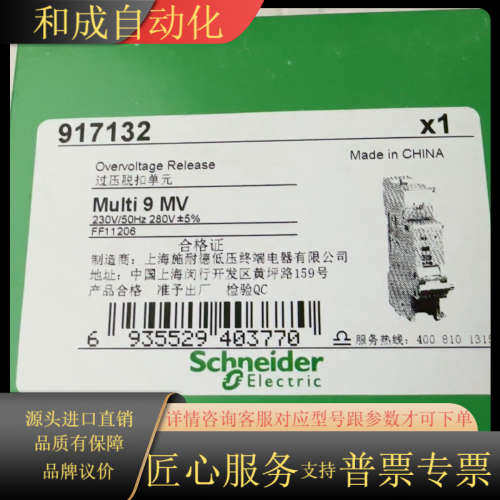 和成自动化
917132
x1
Overvoltage Release
过压脱扣单元
Made in CHINA
Multi 9 MV
230V/50Hz 280V±5%
FF11206
合格证
制造商：上海施耐德低压终端电器有限公司
地址：中国上海闵行开发区黄坪路159号
产品合格 准予出厂 检验QC
6 935529 403770
服务热线：400 810 1315
Schneider
Electric
源头进口直销
品质有保障
品牌议价
详情咨询客服对应型号跟参数才可下单
匠心服务 支持 普票专票